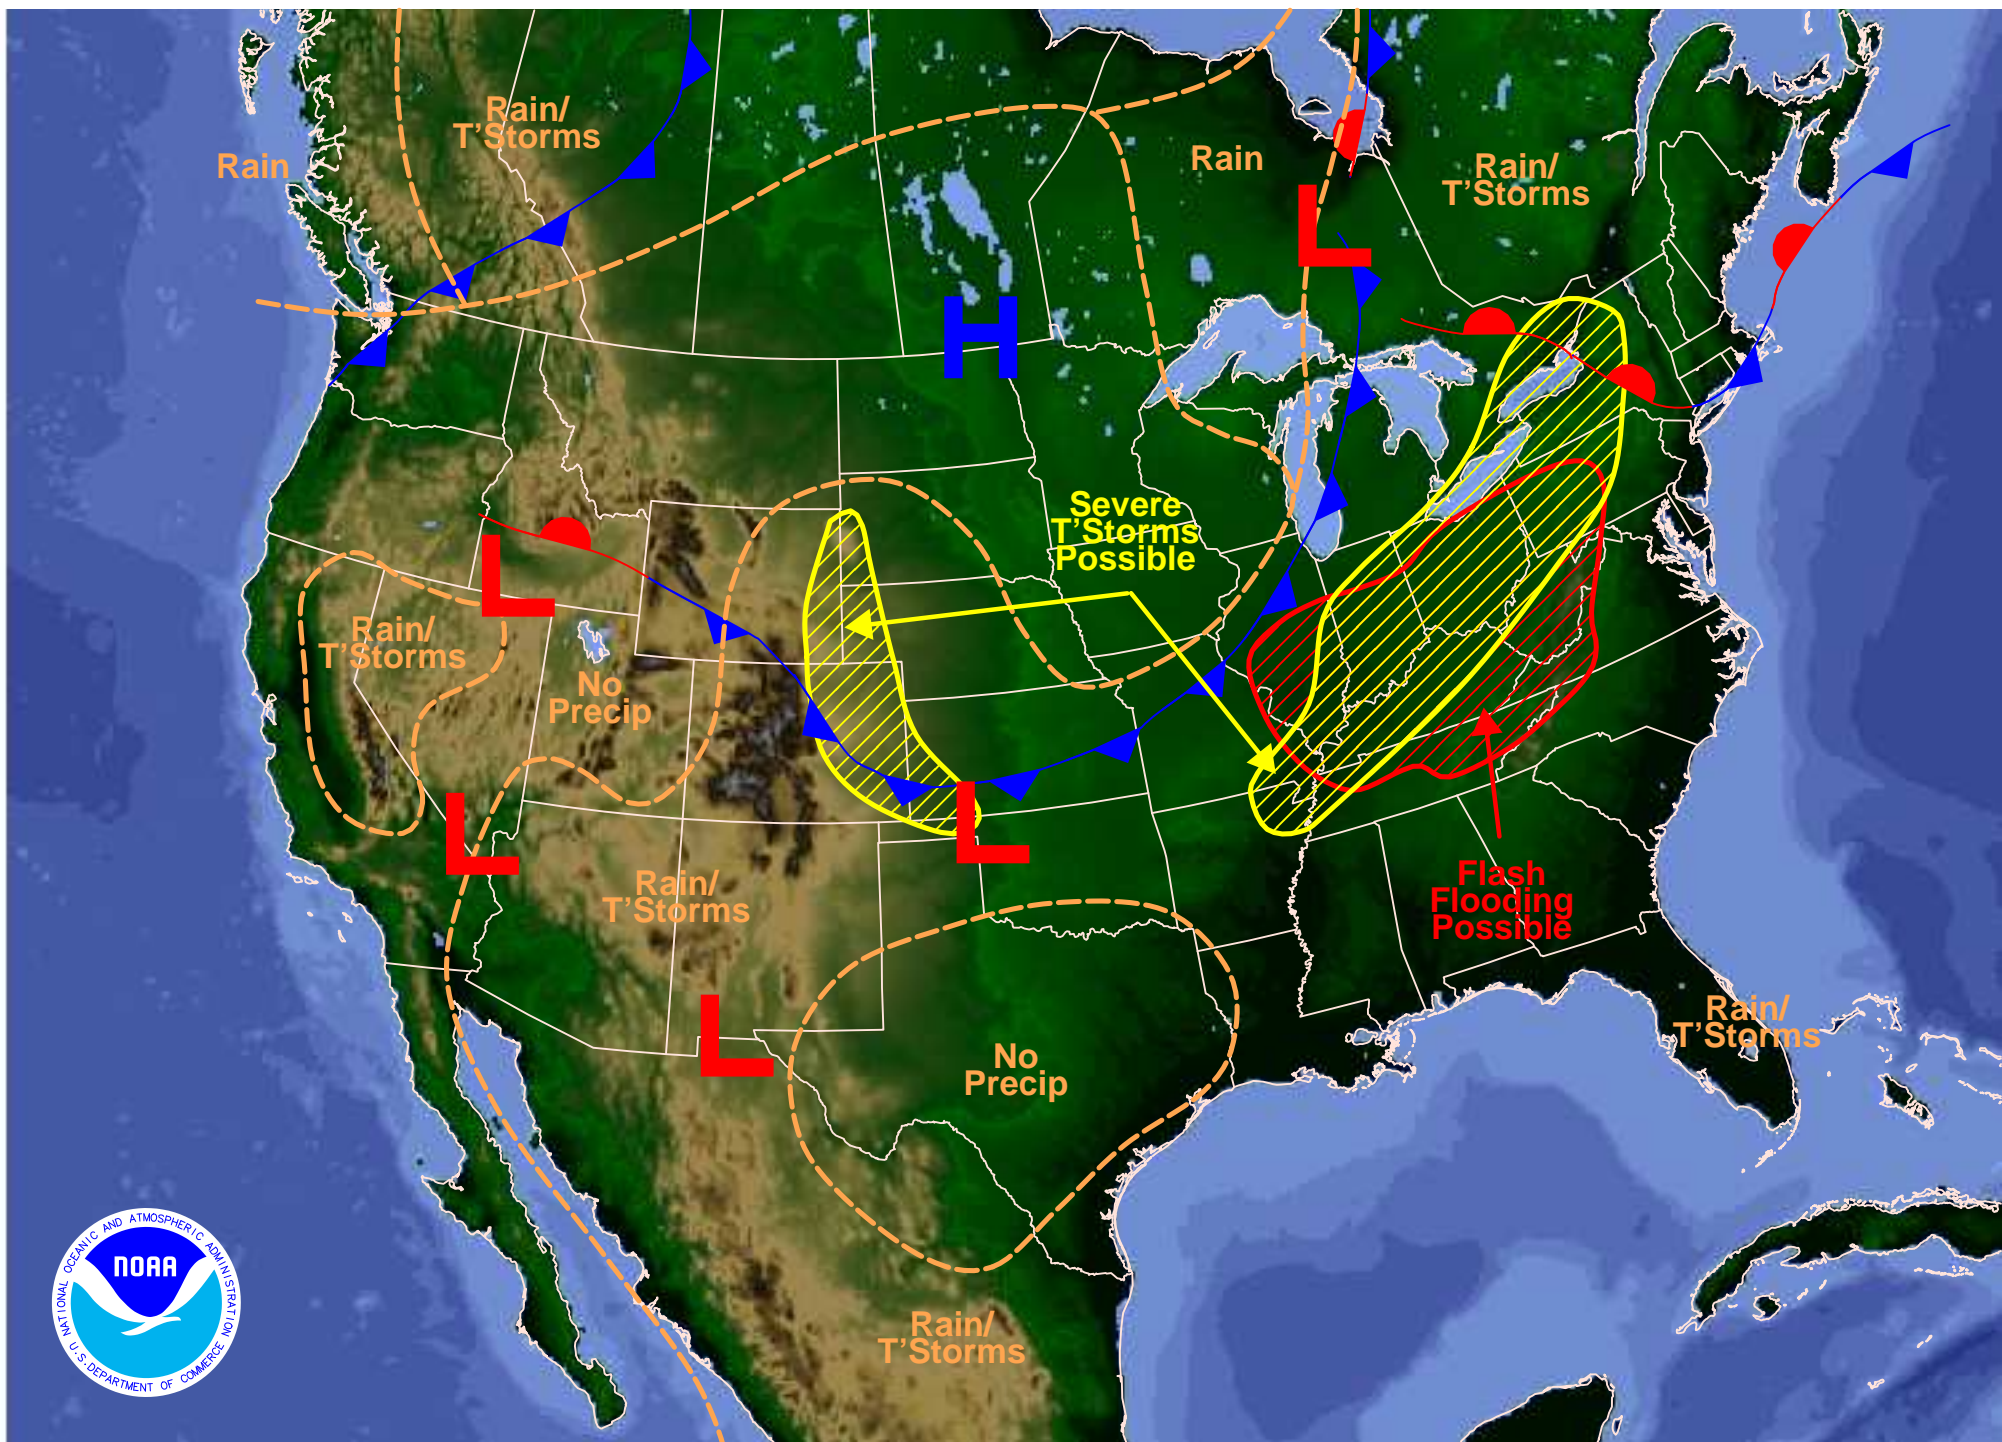 Rain/
T'Storms
Rain
Rain
Rain/
T'Storms
L
H
Severe
T'Storms
Possible
L
Rain/
T'Storms
No
Precip
L
L
Rain/
T'Storms
Flash
Flooding
Possible
L
No
Precip
Rain/
T'Storms
Rain/
T'Storms
NATIONAL OCEANIC AND ATMOSPHERIC ADMINISTRATION
NOAA
U.S. DEPARTMENT OF COMMERCE